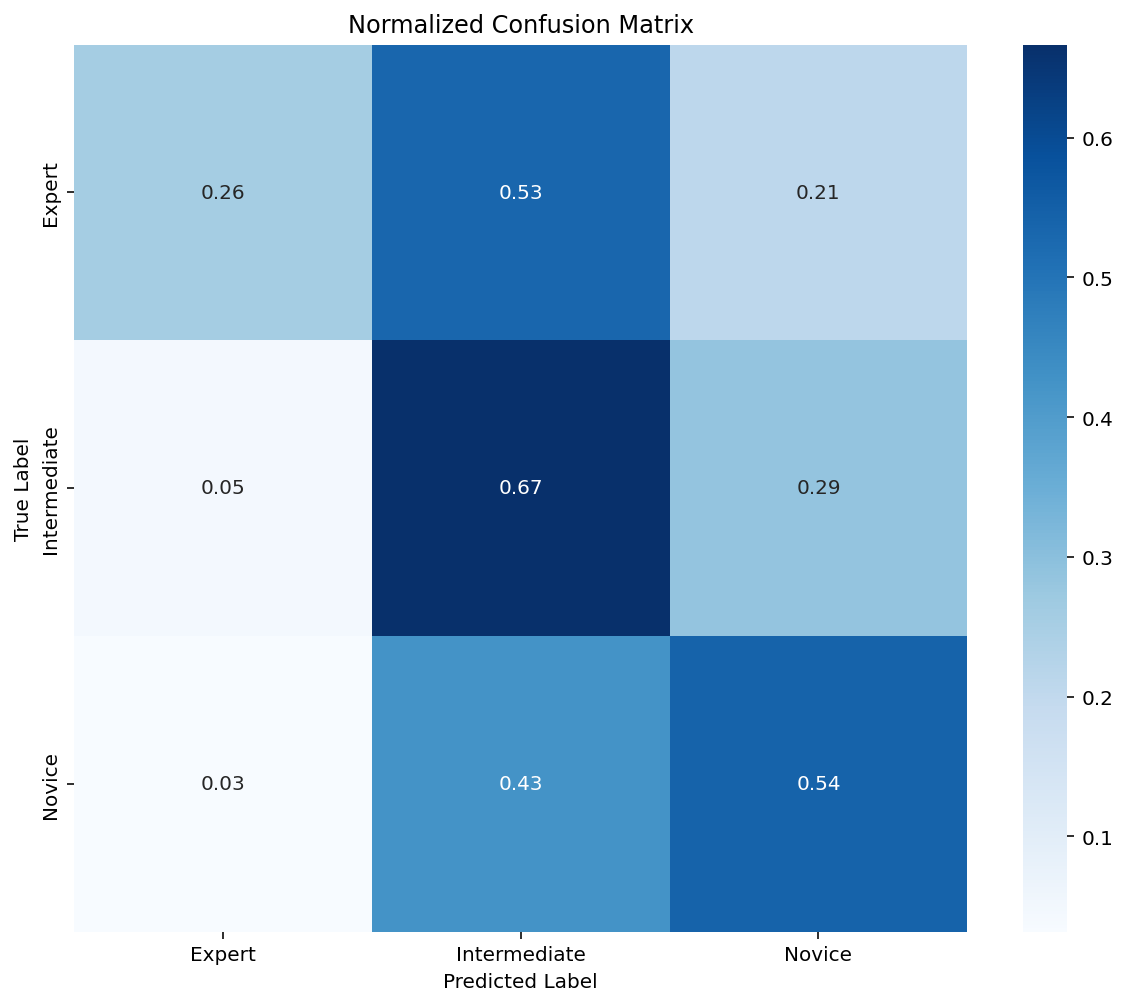 Normalized Confusion Matrix
Expert
0.26
0.53
0.21
0.6
0.5
True Label
Intermediate
0.05
0.67
0.29
0.4
0.3
Novice
0.03
0.43
0.54
0.2
0.1
Expert
Intermediate
Novice
Predicted Label